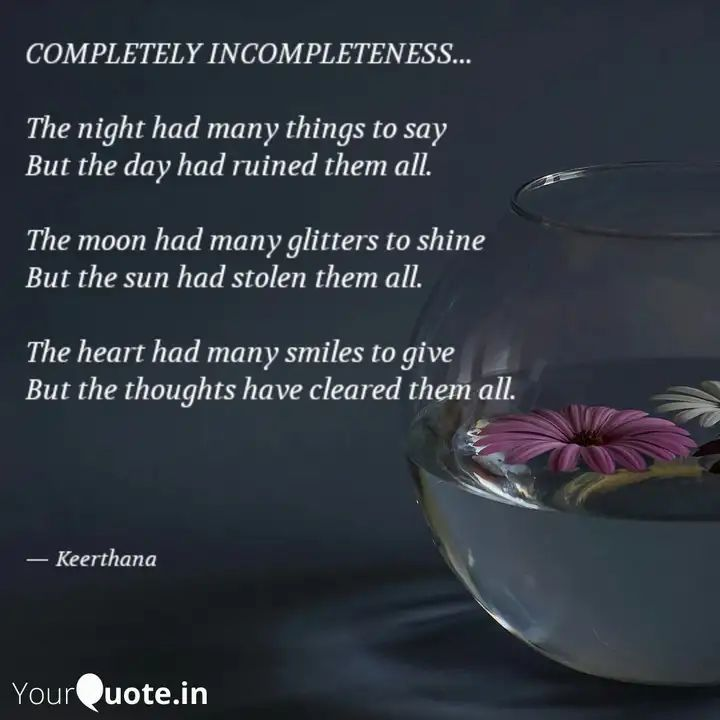 COMPLETELY INCOMPLETENESS...
The night had many things to say
But the day had ruined them all.
The moon had many glitters to shine
But the sun had stolen them all.
The heart had many smiles to give
But the thoughts have cleared them all.
— Keerthana
YourQuote.in